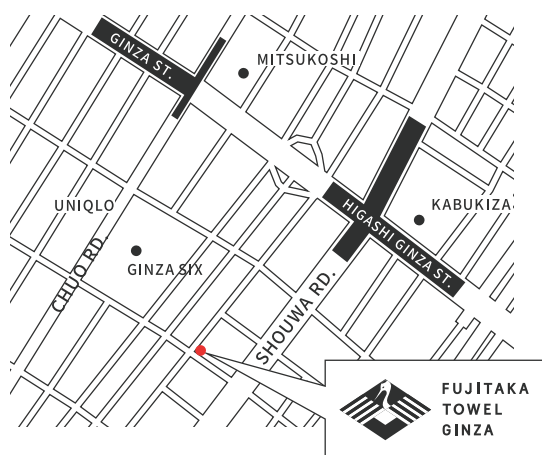 GINZA ST.
MITSUKOSHI
UNIQLO
KABUKIZA
HIGASHI GINZA ST.
GINZA SIX
CHUO RD.
SHOUWA RD.
FUJITAKA
TOWEL
GINZA